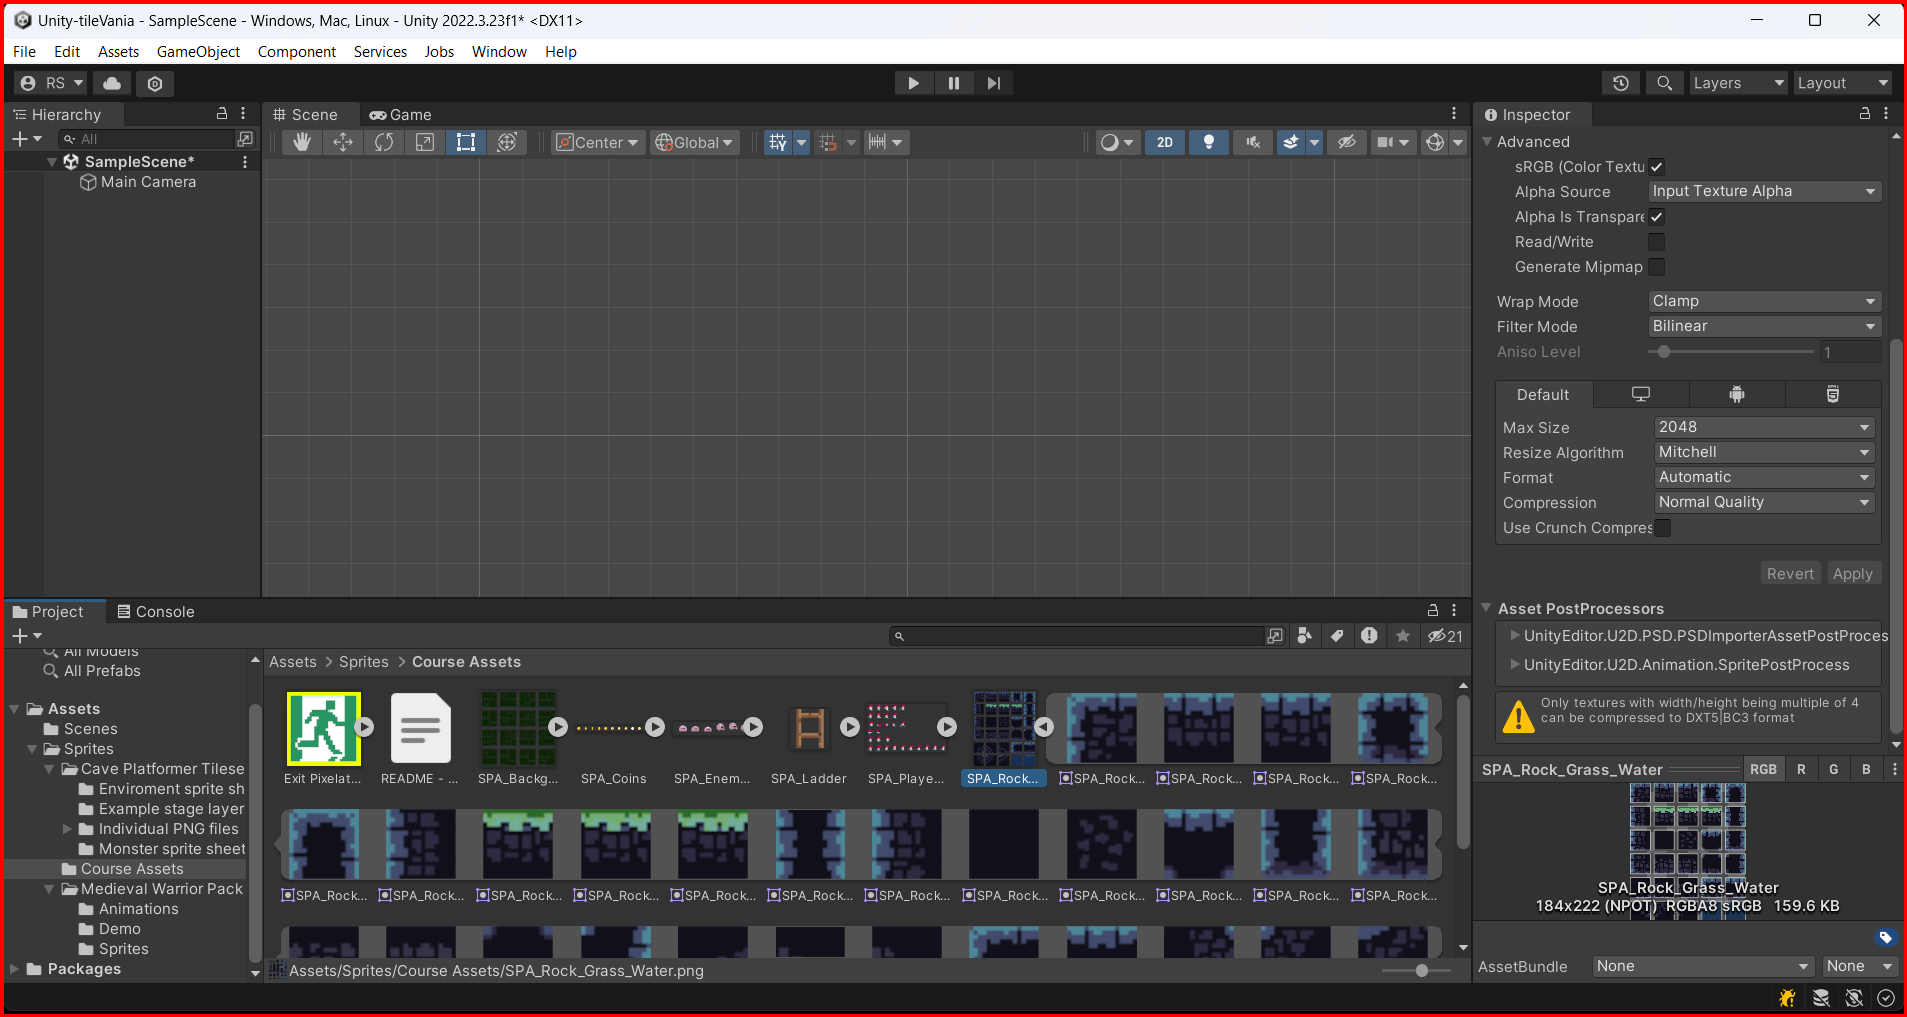 Unity-tileVania - SampleScene - Windows, Mac, Linux - Unity 2022.3.23f1* <DX11>
File Edit Assets GameObject Component Services Jobs Window Help
RS
Layers
Layout
Hierarchy
All
SampleScene*
Main Camera
Scene
Game
Center
Global
2D
Inspector
Advanced
sRGB (Color Textu
Alpha Source Input Texture Alpha
Alpha Is Transpare
Read/Write
Generate Mipmap
Wrap Mode Clamp
Filter Mode Bilinear
Aniso Level 1
Default
Max Size 2048
Resize Algorithm Mitchell
Format Automatic
Compression Normal Quality
Use Crunch Compres
Revert Apply
Asset PostProcessors
UnityEditor.U2D.PSD.PSDImporterAssetPostProces
UnityEditor.U2D.Animation.SpritePostProcess
Only textures with width/height being multiple of 4
can be compressed to DXT5|BC3 format
SPA_Rock_Grass_Water RGB R G B
SPA_Rock_Grass_Water
184x222 (NPOT) RGBA8 sRGB 159.6 KB
AssetBundle None None
Project
Console
21
All Models
All Prefabs
Assets
Scenes
Sprites
Cave Platformer Tilese
Enviroment sprite sh
Example stage layer
Individual PNG files
Monster sprite sheet
Course Assets
Medieval Warrior Pack
Animations
Demo
Sprites
Packages
Assets > Sprites > Course Assets
Exit Pixelat... README - ... SPA_Backg... SPA_Coins SPA_Enem... SPA_Ladder SPA_Playe... SPA_Rock... SPA_Rock... SPA_Rock... SPA_Rock... SPA_Rock...
SPA_Rock... SPA_Rock... SPA_Rock... SPA_Rock... SPA_Rock... SPA_Rock... SPA_Rock... SPA_Rock... SPA_Rock... SPA_Rock... SPA_Rock... SPA_Rock...
Assets/Sprites/Course Assets/SPA_Rock_Grass_Water.png